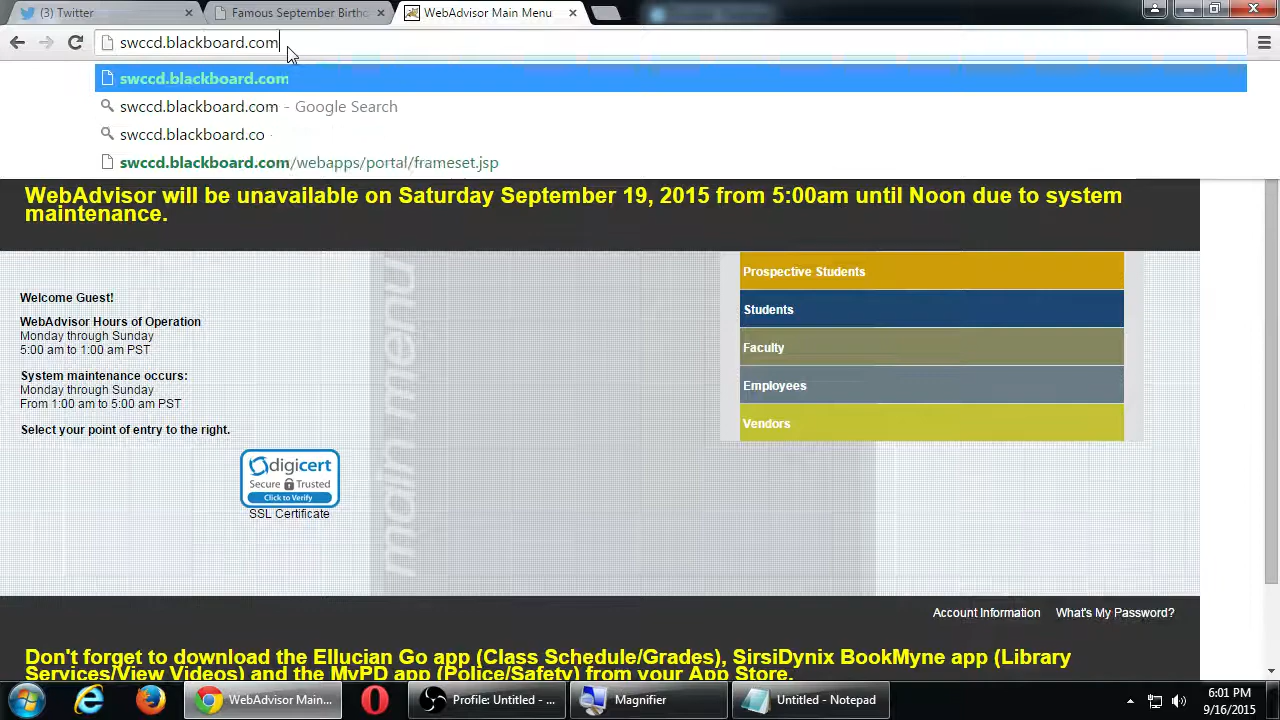 (3) Twitter
Famous September Birthd
WebAdvisor Main Menu
swccd.blackboard.com
swccd.blackboard.com
swccd.blackboard.com - Google Search
swccd.blackboard.co -
swccd.blackboard.com/webapps/portal/frameset.jsp
WebAdvisor will be unavailable on Saturday September 19, 2015 from 5:00am until Noon due to system
maintenance.
main menu
Prospective Students
Students
Faculty
Employees
Vendors
Welcome Guest!
WebAdvisor Hours of Operation
Monday through Sunday
5:00 am to 1:00 am PST
System maintenance occurs:
Monday through Sunday
From 1:00 am to 5:00 am PST
Select your point of entry to the right.
digicert
Secure Trusted
Click to Verify
SSL Certificate
Account Information What's My Password?
Don't forget to download the Ellucian Go app (Class Schedule/Grades), SirsiDynix BookMyne app (Library
Services/View Videos) and the MyPD app (Police/Safety) from your App Store.
WebAdvisor Main...
Profile: Untitled - ...
Magnifier
Untitled - Notepad
6:01 PM
9/16/2015